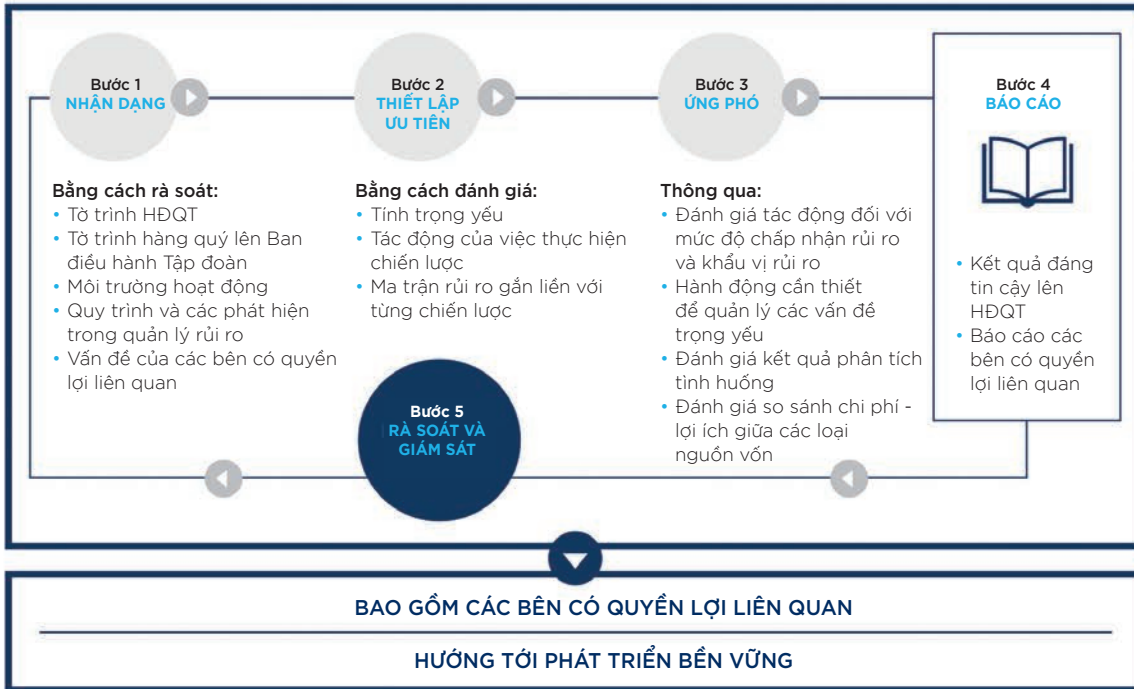 Bước 1
NHẬN DẠNG
Bằng cách rà soát:
• Tờ trình HĐQT
• Tờ trình hàng quý lên Ban
điều hành Tập đoàn
• Môi trường hoạt động
• Quy trình và các phát hiện
trong quản lý rủi ro
• Vấn đề của các bên có quyền
lợi liên quan
Bước 2
THIẾT LẬP
ƯU TIÊN
Bằng cách đánh giá:
• Tính trọng yếu
• Tác động của việc thực hiện
chiến lược
• Ma trận rủi ro gắn liền với
từng chiến lược
Bước 3
ỨNG PHÓ
Thông qua:
• Đánh giá tác động đối với
mức độ chấp nhận rủi ro
và khẩu vị rủi ro
• Hành động cần thiết
để quản lý các vấn đề
trọng yếu
• Đánh giá kết quả phân tích
tình huống
• Đánh giá so sánh chi phí -
lợi ích giữa các loại
nguồn vốn
Bước 4
BÁO CÁO
• Kết quả đáng
tin cậy lên
HĐQT
• Báo cáo các
bên có quyền
lợi liên quan
Bước 5
RÀ SOÁT VÀ
GIÁM SÁT
BAO GỒM CÁC BÊN CÓ QUYỀN LỢI LIÊN QUAN
HƯỚNG TỚI PHÁT TRIỂN BỀN VỮNG